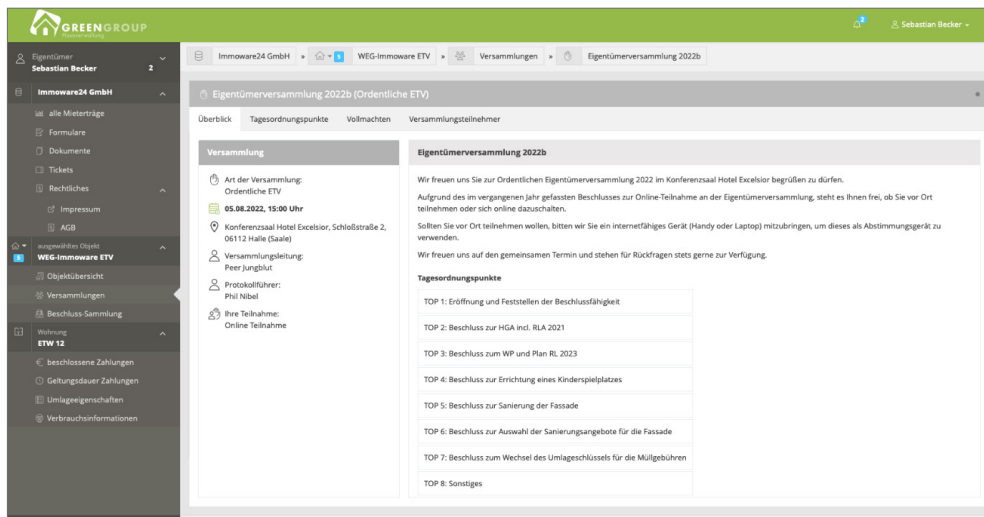 GREENGROUP
Hausverwaltung
2
Sebastian Becker
Eigentümer
Sebastian Becker 2
Immoware24 GmbH
alle Mieterträge
Formulare
Dokumente
Tickets
Rechtliches
Impressum
AGB
ausgewähltes Objekt
5 WEG-Immoware ETV
Objektübersicht
Versammlungen
Beschluss-Sammlung
Wohnung
ETW 12
beschlossene Zahlungen
Geltungsdauer Zahlungen
Umlageeigenschaften
Verbrauchsinformationen
Immoware24 GmbH » 5 WEG-Immoware ETV » Versammlungen » Eigentümerversammlung 2022b
Eigentümerversammlung 2022b (Ordentliche ETV)
Überblick Tagesordnungspunkte Vollmachten Versammlungsteilnehmer
Versammlung
Art der Versammlung:
Ordentliche ETV
05.08.2022, 15:00 Uhr
Konferenzsaal Hotel Excelsior, Schloßstraße 2,
06112 Halle (Saale)
Versammlungsleitung:
Peer Jungblut
Protokollführer:
Phil Nibel
Ihre Teilnahme:
Online Teilnahme
Eigentümerversammlung 2022b
Wir freuen uns Sie zur Ordentlichen Eigentümerversammlung 2022 im Konferenzsaal Hotel Excelsior begrüßen zu dürfen.
Aufgrund des im vergangenen Jahr gefassten Beschlusses zur Online-Teilnahme an der Eigentümerversammlung, steht es Ihnen frei, ob Sie vor Ort
teilnehmen oder sich online dazuschalten.
Sollten Sie vor Ort teilnehmen wollen, bitten wir Sie ein internetfähiges Gerät (Handy oder Laptop) mitzubringen, um dieses als Abstimmungsgerät zu
verwenden.
Wir freuen uns auf den gemeinsamen Termin und stehen für Rückfragen stets gerne zur Verfügung.
Tagesordnungspunkte
TOP 1: Eröffnung und Feststellen der Beschlussfähigkeit
TOP 2: Beschluss zur HGA incl. RLA 2021
TOP 3: Beschluss zum WP und Plan RL 2023
TOP 4: Beschluss zur Errichtung eines Kinderspielplatzes
TOP 5: Beschluss zur Sanierung der Fassade
TOP 6: Beschluss zur Auswahl der Sanierungsangebote für die Fassade
TOP 7: Beschluss zum Wechsel des Umlageschlüssels für die Müllgebühren
TOP 8: Sonstiges